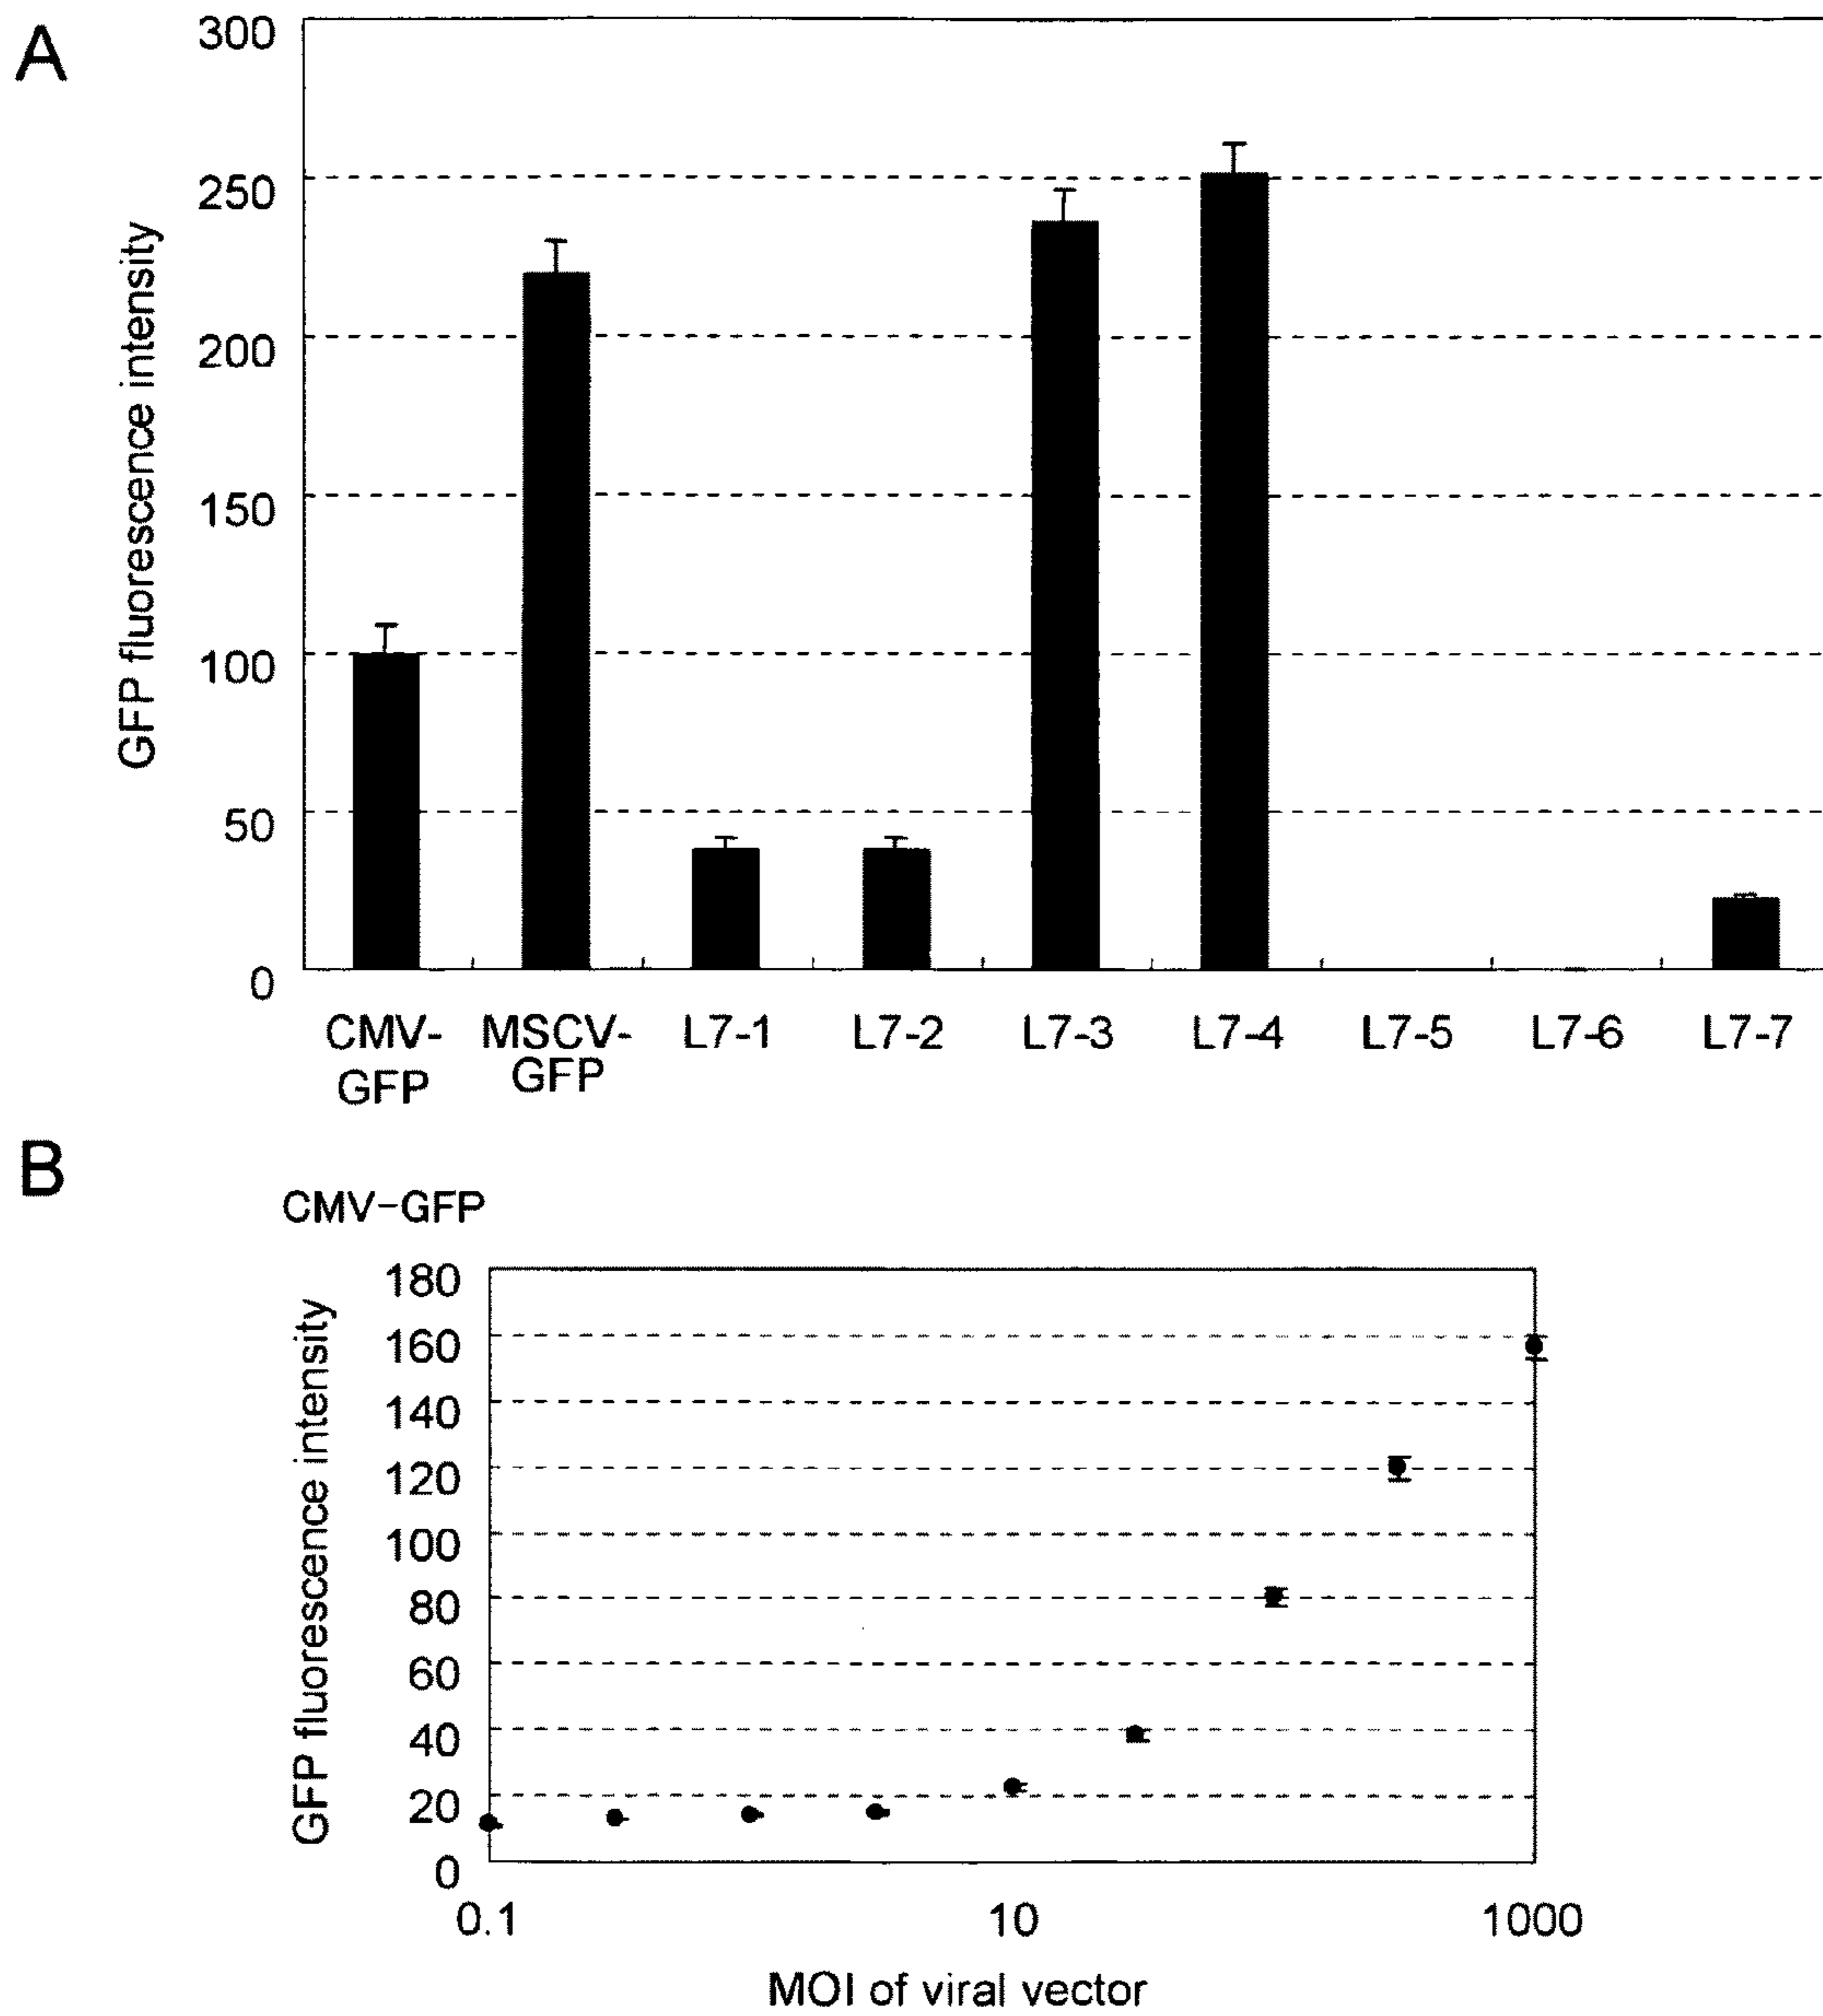 A
300
250
200
150
100
50
0
GFP fluorescence intensity
CMV-
GFP
MSCV-
GFP
L7-1
L7-2
L7-3
L7-4
L7-5
L7-6
L7-7
B
CMV-GFP
180
160
140
120
100
80
60
40
20
0
GFP fluorescence intensity
0.1
10
1000
MOI of viral vector